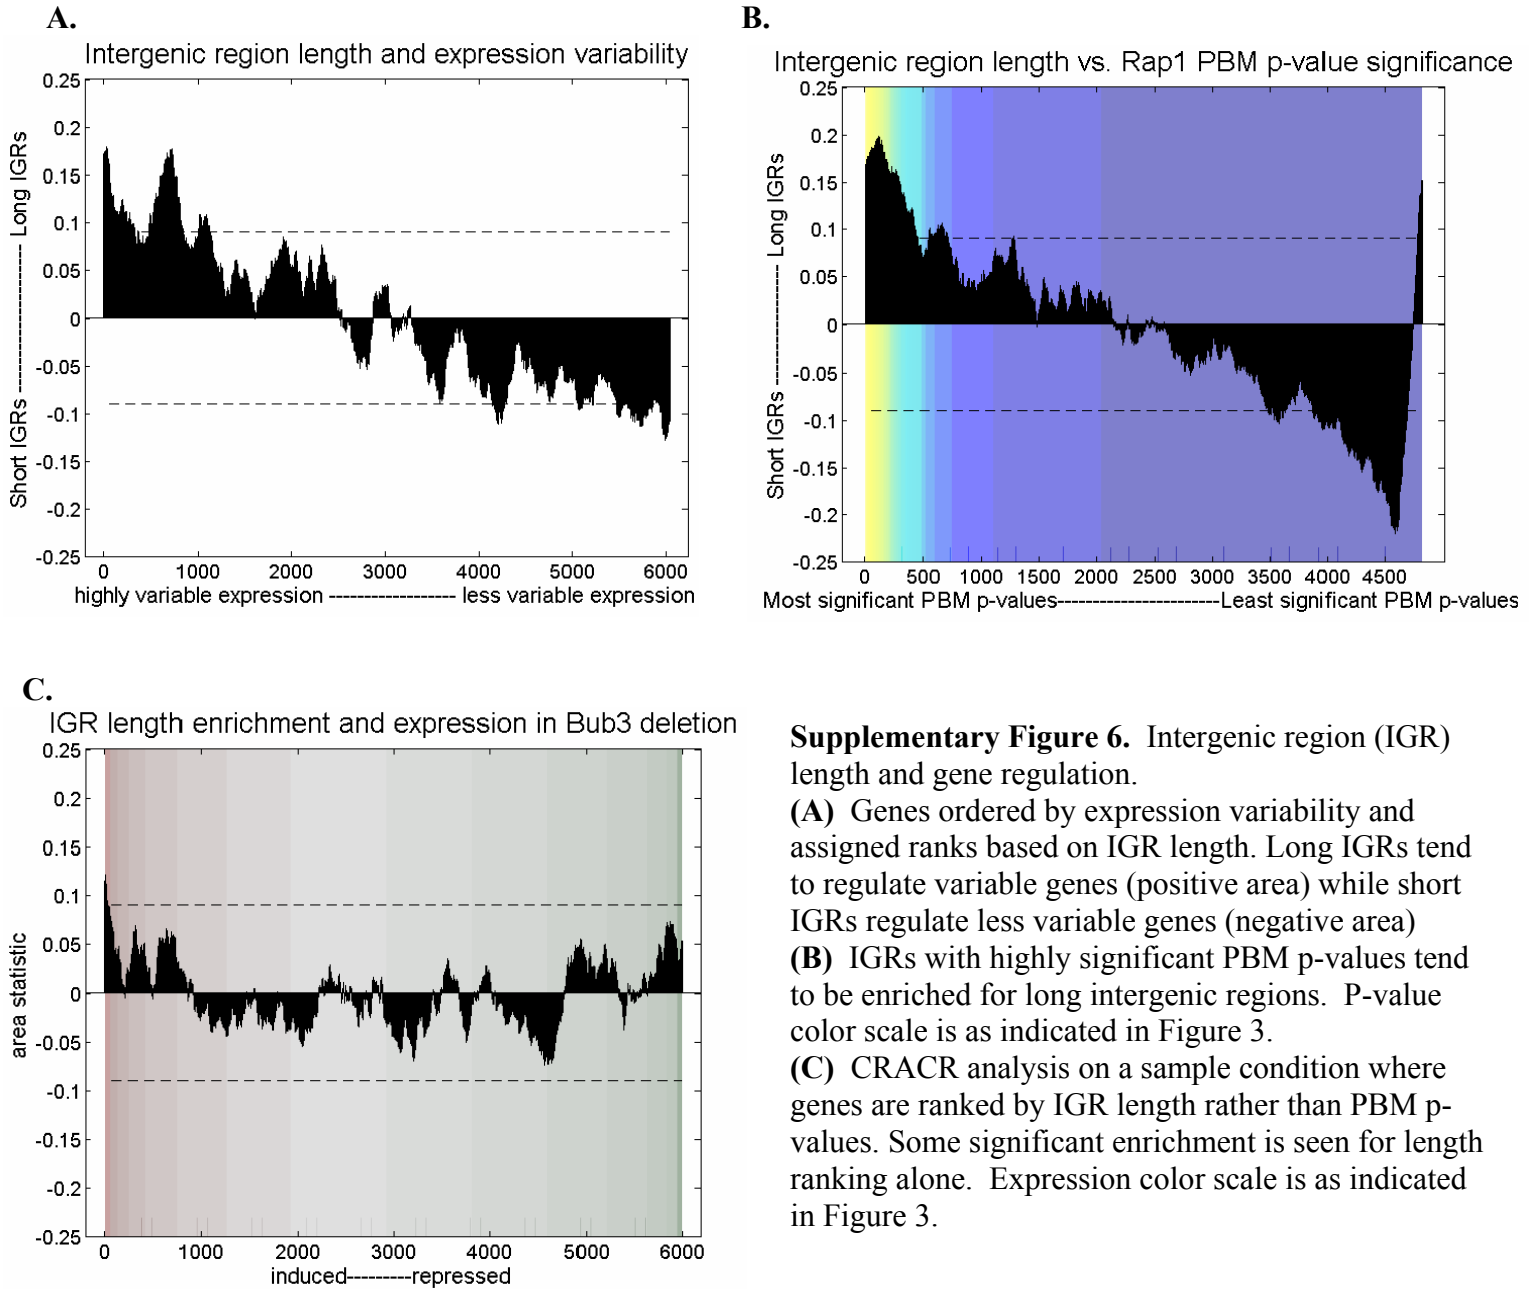 A.
Intergenic region length and expression variability
0.25
0.2
0.15
0.1
0.05
0
-0.05
-0.1
-0.15
-0.2
-0.25
Short IGRs ----------------- Long IGRs
0 1000 2000 3000 4000 5000 6000
highly variable expression ------------------- less variable expression
B.
Intergenic region length vs. Rap1 PBM p-value significance
0.25
0.2
0.15
0.1
0.05
0
-0.05
-0.1
-0.15
-0.2
-0.25
Short IGRs ----------------- Long IGRs
0 500 1000 1500 2000 2500 3000 3500 4000 4500
Most significant PBM p-values------------------------Least significant PBM p-values
C.
IGR length enrichment and expression in Bub3 deletion
0.25
0.2
0.15
0.1
0.05
0
-0.05
-0.1
-0.15
-0.2
-0.25
area statistic
0 1000 2000 3000 4000 5000 6000
induced---------repressed
Supplementary Figure 6. Intergenic region (IGR)
length and gene regulation.
(A) Genes ordered by expression variability and
assigned ranks based on IGR length. Long IGRs tend
to regulate variable genes (positive area) while short
IGRs regulate less variable genes (negative area)
(B) IGRs with highly significant PBM p-values tend
to be enriched for long intergenic regions. P-value
color scale is as indicated in Figure 3.
(C) CRACR analysis on a sample condition where
genes are ranked by IGR length rather than PBM p-
values. Some significant enrichment is seen for length
ranking alone. Expression color scale is as indicated
in Figure 3.